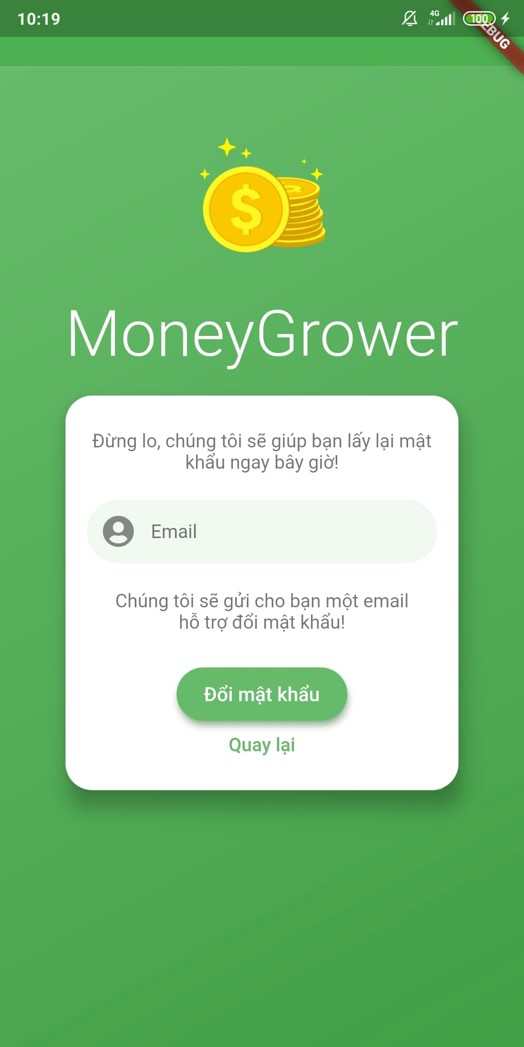 10:19
4G
100
MoneyGrower
Đừng lo, chúng tôi sẽ giúp bạn lấy lại mật
khẩu ngay bây giờ!
Email
Chúng tôi sẽ gửi cho bạn một email
hỗ trợ đổi mật khẩu!
Đổi mật khẩu
Quay lại